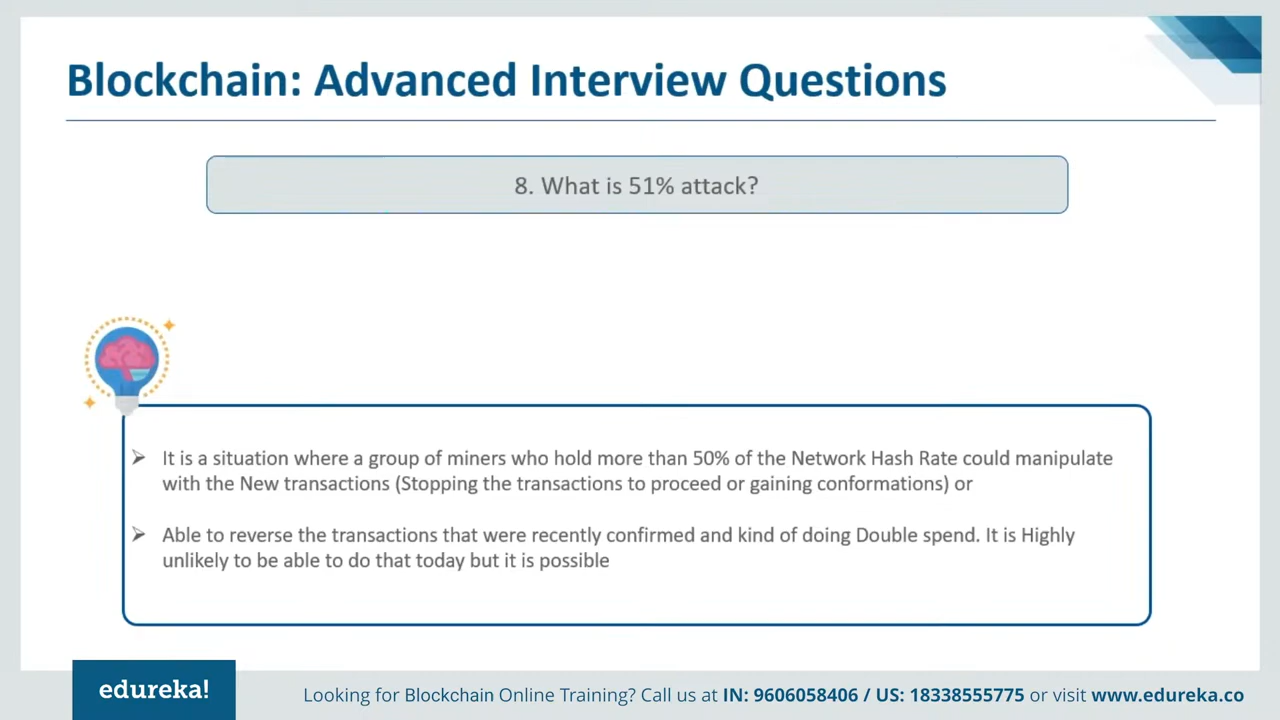 Blockchain: Advanced Interview Questions
8. What is 51% attack?
➢ It is a situation where a group of miners who hold more than 50% of the Network Hash Rate could manipulate
with the New transactions (Stopping the transactions to proceed or gaining conformations) or
➢ Able to reverse the transactions that were recently confirmed and kind of doing Double spend. It is Highly
unlikely to be able to do that today but it is possible
edureka!
Looking for Blockchain Online Training? Call us at IN: 9606058406 / US: 18338555775 or visit www.edureka.co